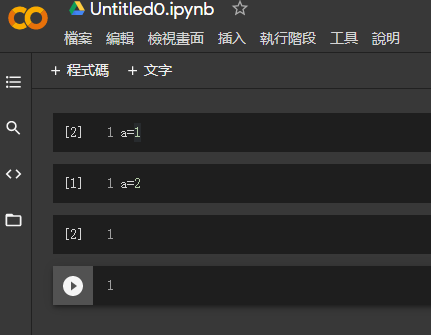 CO Untitled0.ipynb
檔案 編輯 檢視畫面 插入 執行階段 工具 說明
+ 程式碼 + 文字
[2] 1 a=1
[1] 1 a=2
[2] 1
1